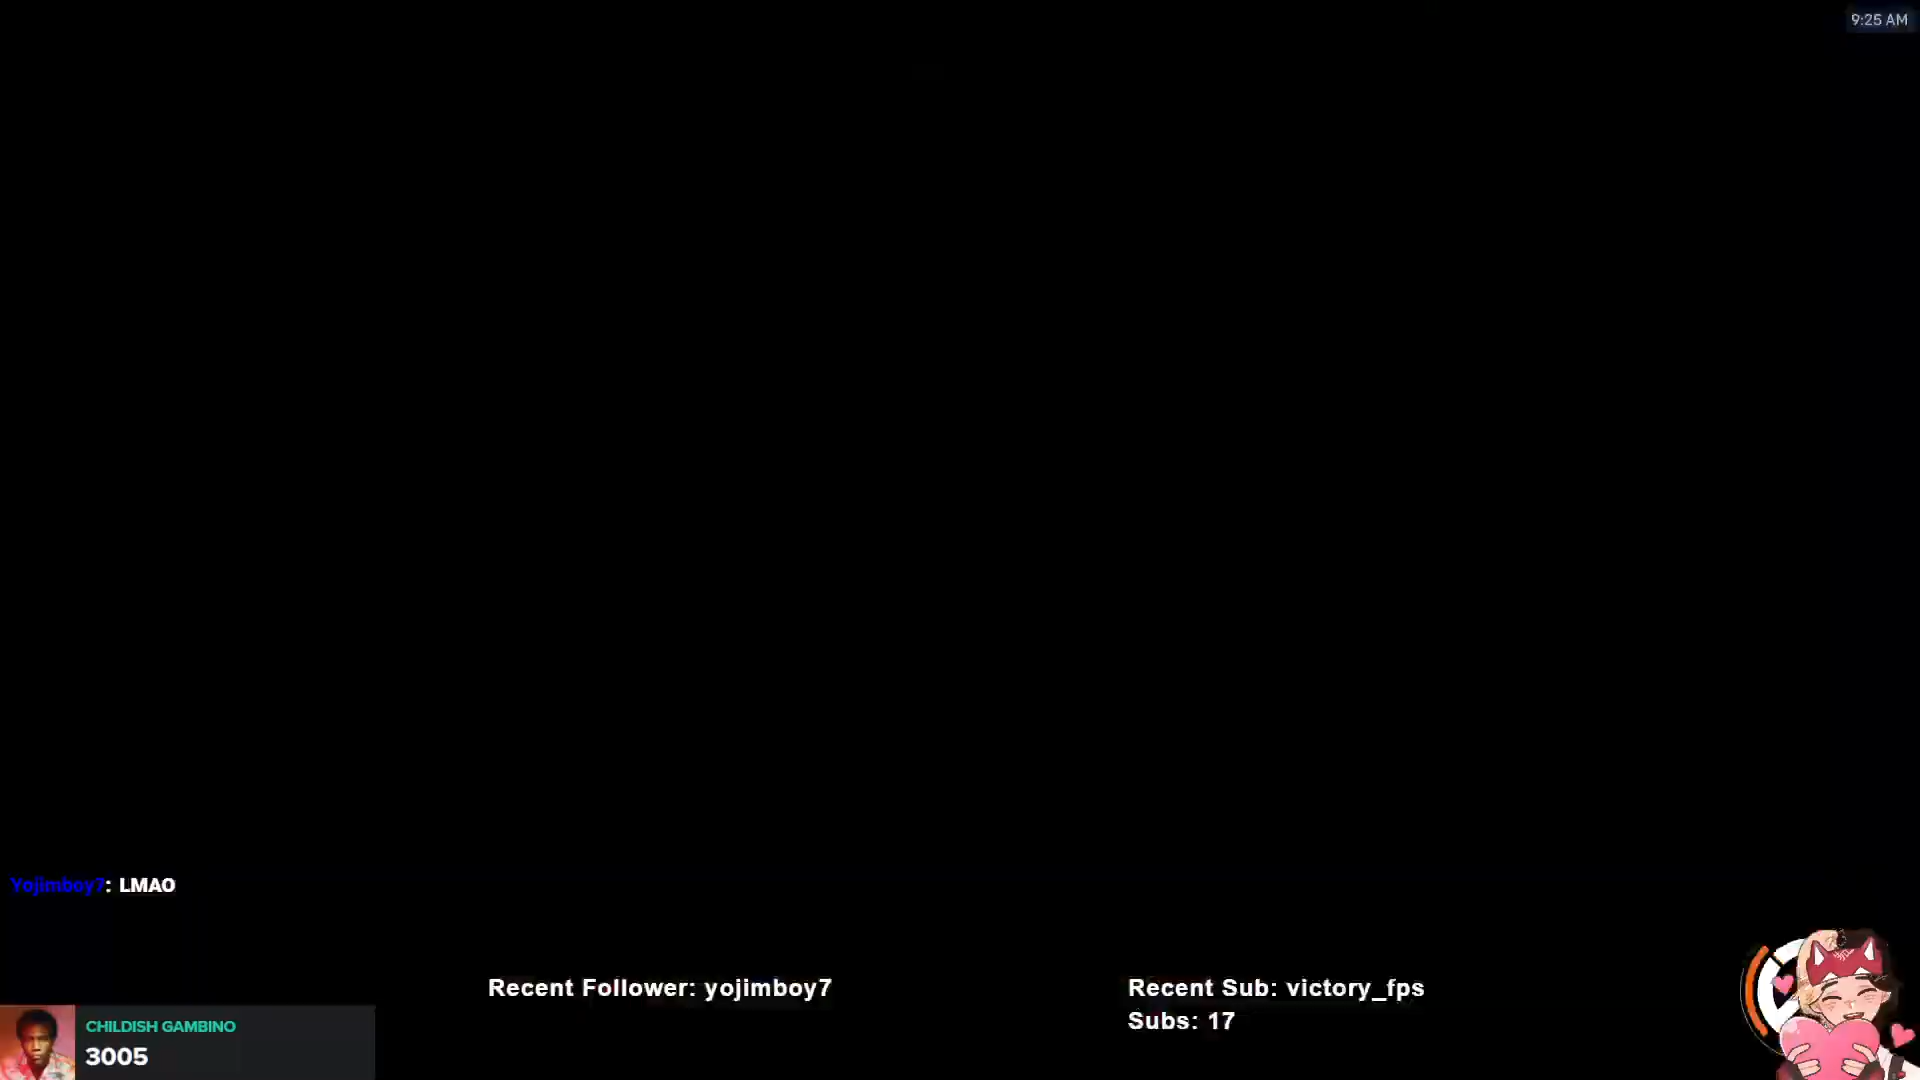 9:25 AM
Yojimboy7: LMAO
Recent Follower: yojimboy7
Recent Sub: victory_fps
Subs: 17
CHILDISH GAMBINO
3005